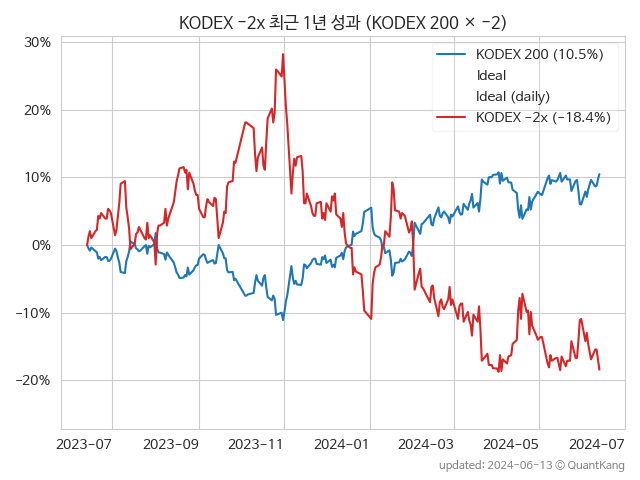 KODEX -2x 최근 1년 성과 (KODEX 200 × -2)
30%
20%
10%
0%
−10%
−20%
KODEX 200 (10.5%)
Ideal
Ideal (daily)
KODEX -2x (-18.4%)
2023-07 2023-09 2023-11 2024-01 2024-03 2024-05 2024-07
updated: 2024-06-13 © QuantKang